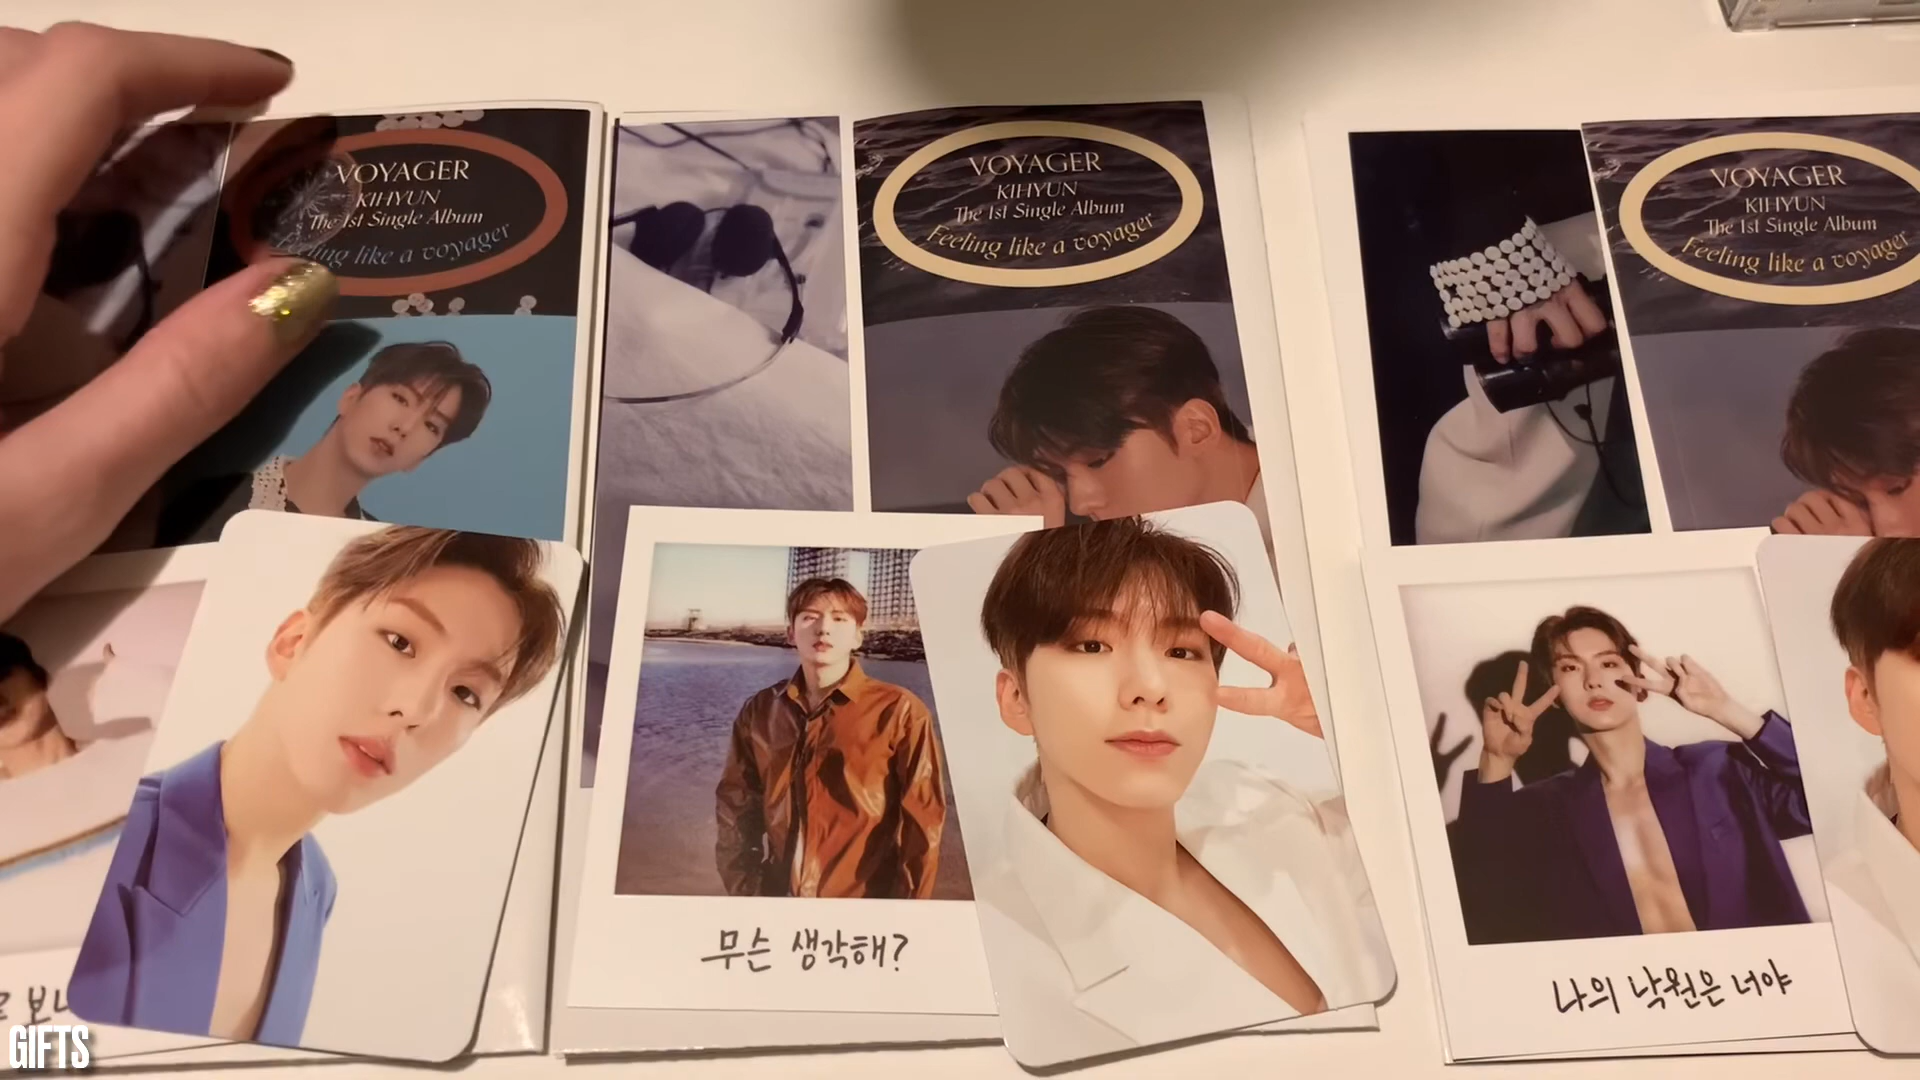 VOYAGER
KIHYUN
The 1st Single Album
Feeling like a voyager
VOYAGER
KIHYUN
The 1st Single Album
Feeling like a voyager
VOYAGER
KIHYUN
The 1st Single Album
Feeling like a voyager
무슨 생각해?
나의 낙원은 너야
GIFTS